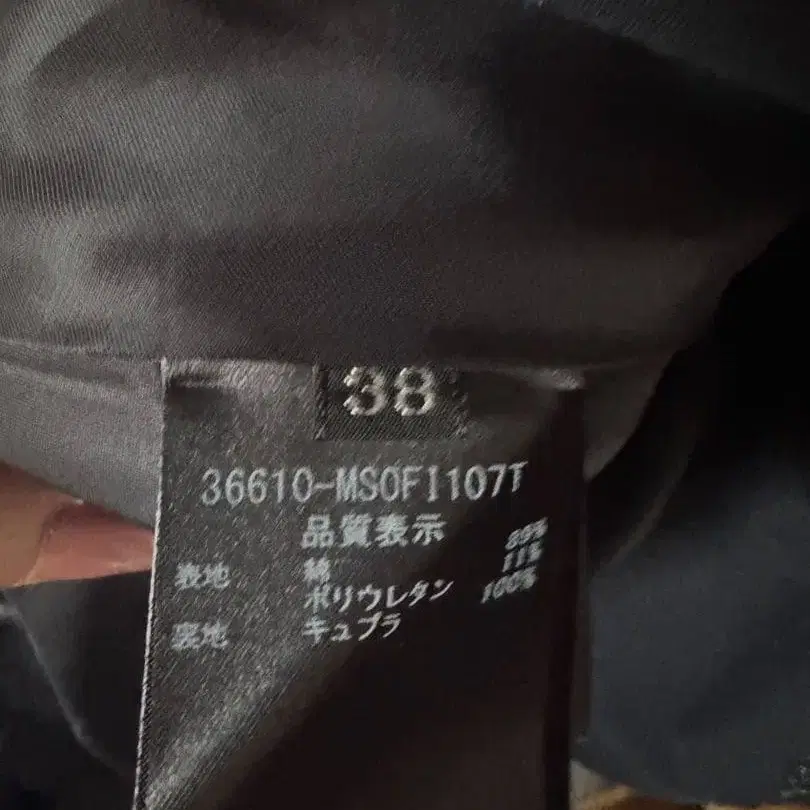 38
36610-MS0FI107T
品質表示
表地 綿 89%
ポリウレタン 11%
裏地 キュプラ 100%